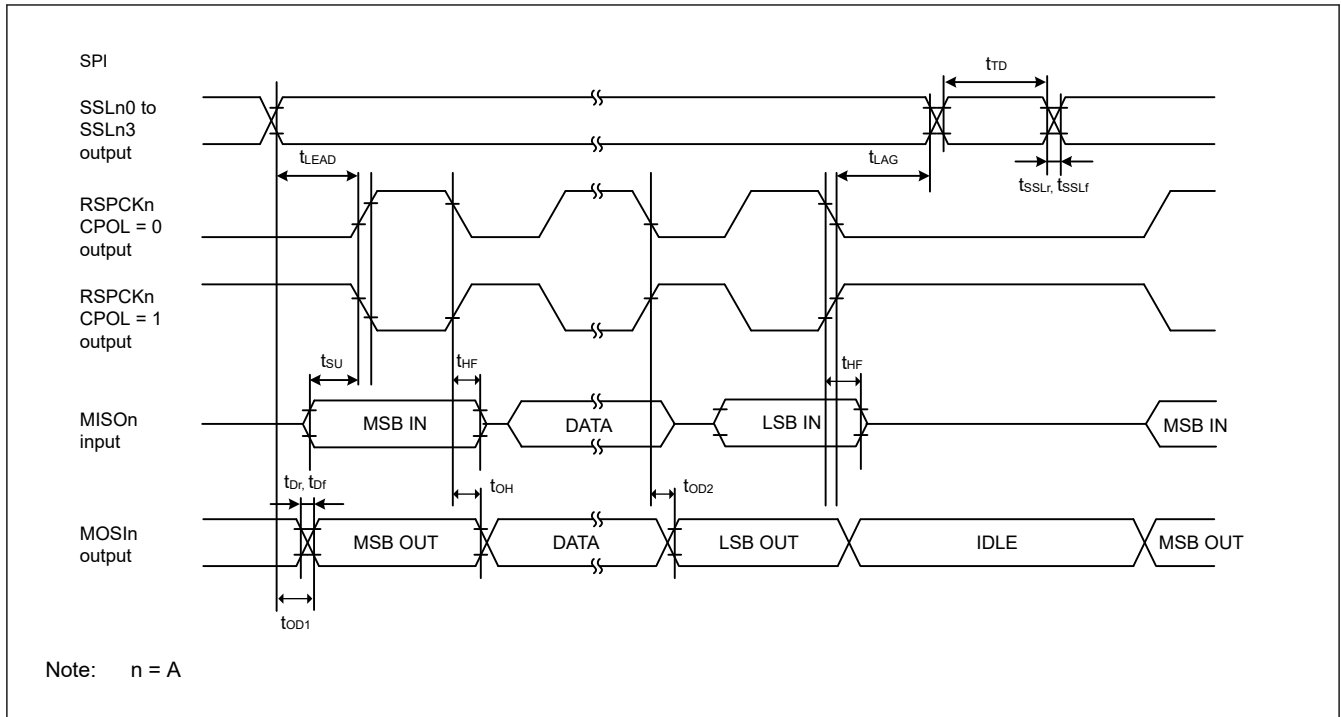 SPI
tTD
SSLn0 to
SSLn3
output
tLEAD
tLAG
tSSLr, tSSLf
RSPCKn
CPOL = 0
output
RSPCKn
CPOL = 1
output
tSU
tHF
tHF
MISOn
input
MSB IN
DATA
LSB IN
MSB IN
tDr, tDf
tOH
tOD2
MOSIn
output
MSB OUT
DATA
LSB OUT
IDLE
MSB OUT
tOD1
Note: n = A